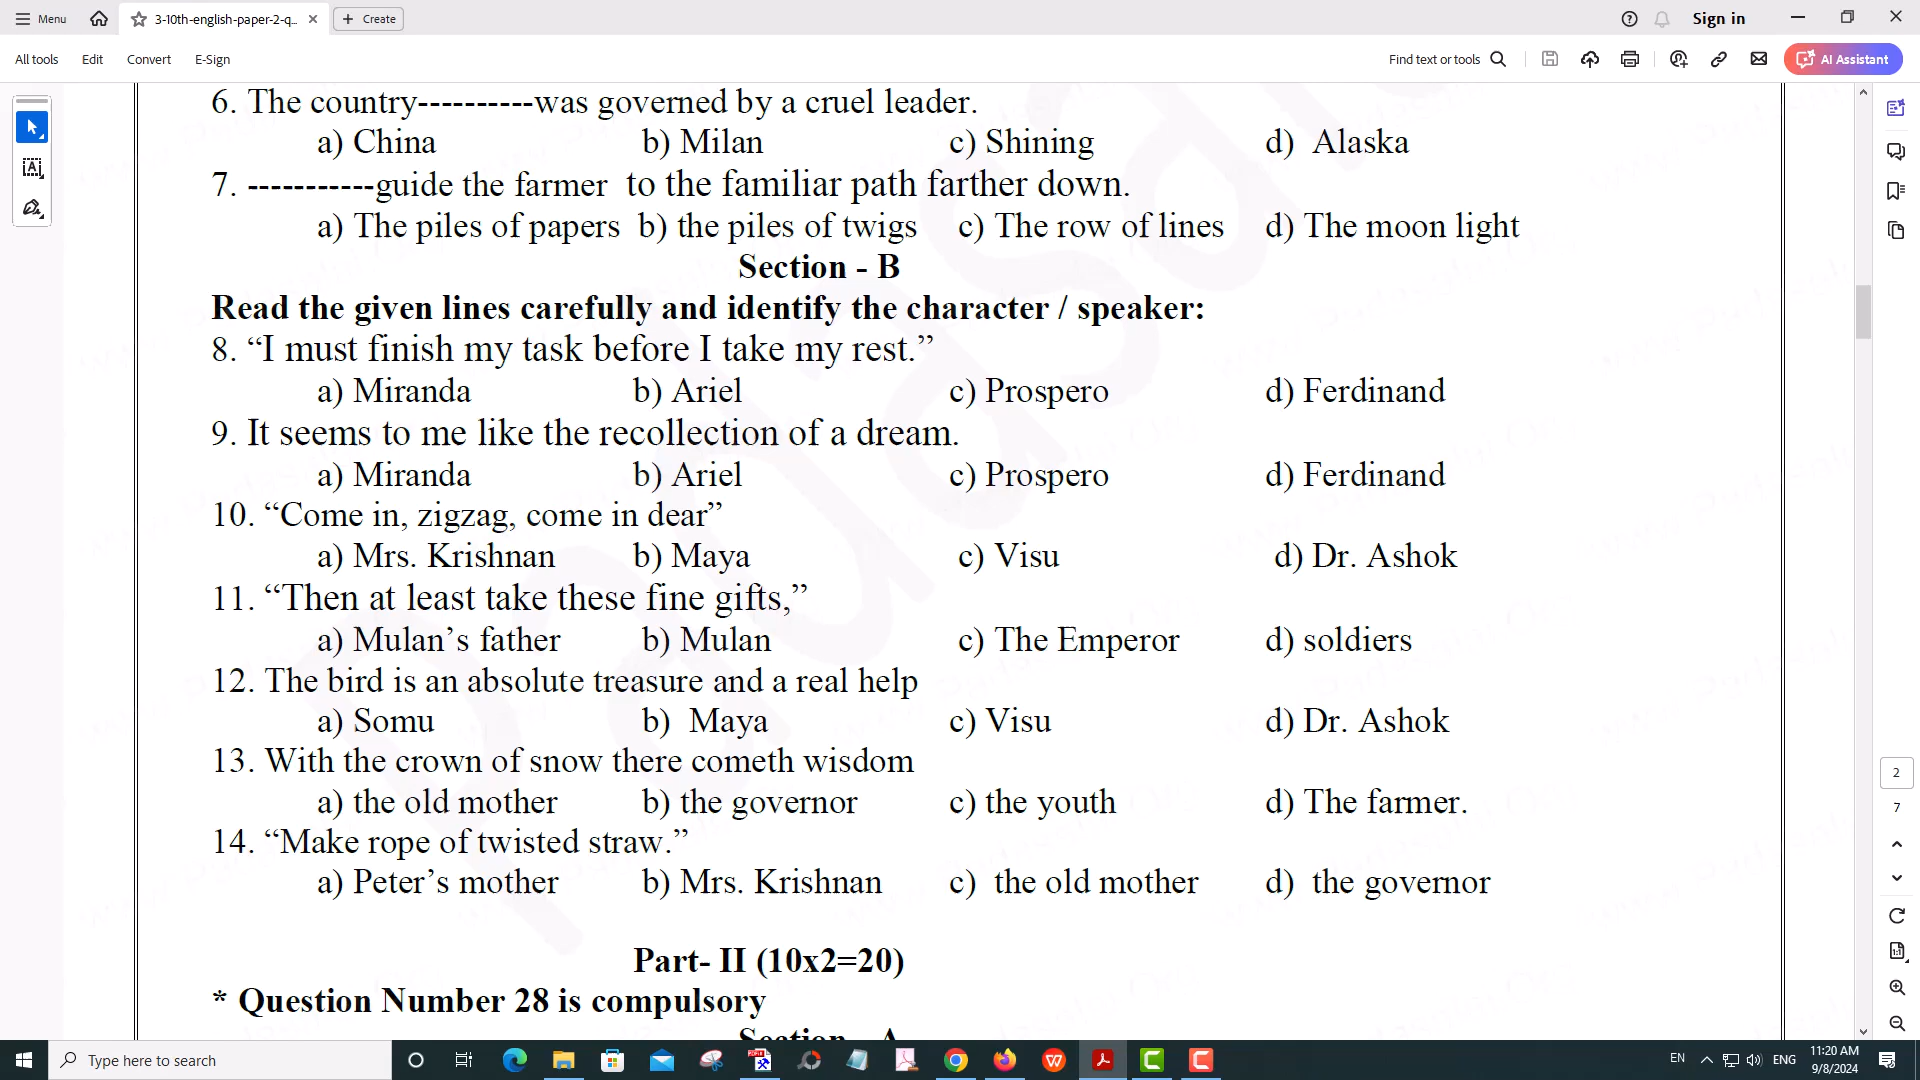 Menu
3-10th-english-paper-2-q...
Create
Sign in
All tools
Edit
Convert
E-Sign
Find text or tools
AI Assistant
6. The country----------was governed by a cruel leader.
a) China b) Milan c) Shining d) Alaska
7. -----------guide the farmer to the familiar path farther down.
a) The piles of papers b) the piles of twigs c) The row of lines d) The moon light
Section - B
Read the given lines carefully and identify the character / speaker:
8. “I must finish my task before I take my rest.”
a) Miranda b) Ariel c) Prospero d) Ferdinand
9. It seems to me like the recollection of a dream.
a) Miranda b) Ariel c) Prospero d) Ferdinand
10. “Come in, zigzag, come in dear”
a) Mrs. Krishnan b) Maya c) Visu d) Dr. Ashok
11. “Then at least take these fine gifts,”
a) Mulan’s father b) Mulan c) The Emperor d) soldiers
12. The bird is an absolute treasure and a real help
a) Somu b) Maya c) Visu d) Dr. Ashok
13. With the crown of snow there cometh wisdom
a) the old mother b) the governor c) the youth d) The farmer.
14. “Make rope of twisted straw.”
a) Peter’s mother b) Mrs. Krishnan c) the old mother d) the governor
Part- II (10x2=20)
* Question Number 28 is compulsory
Section - A
2
7
Type here to search
EN
ENG
11:20 AM
9/8/2024